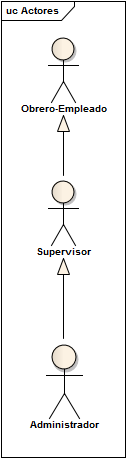 uc Actores
Obrero-Empleado
Supervisor
Administrador